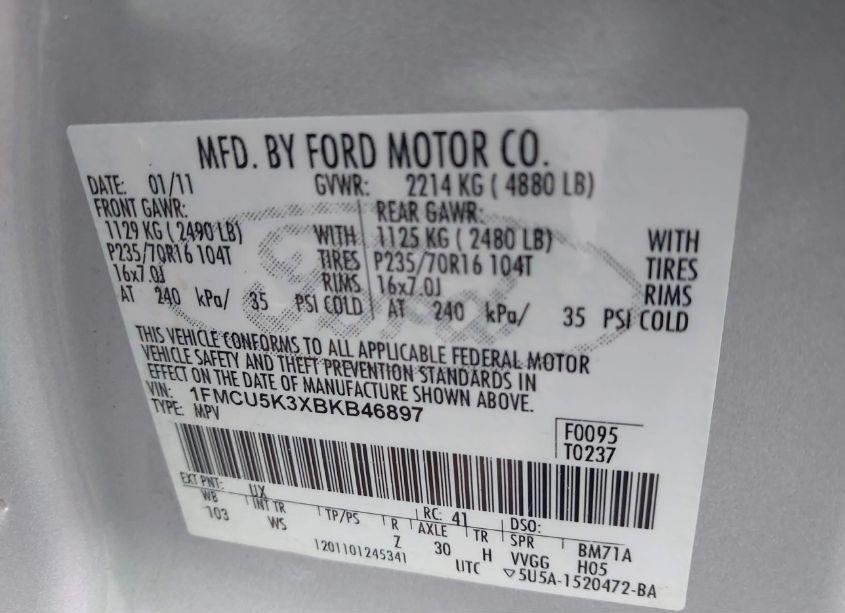 MFD. BY FORD MOTOR CO.
DATE: 01/11 GVWR: 2214 KG ( 4880 LB)
FRONT GAWR: REAR GAWR:
1129 KG ( 2490 LB) WITH 1125 KG ( 2480 LB) WITH
P235/70R16 104T TIRES P235/70R16 104T TIRES
16x7.0J RIMS 16x7.0J RIMS
AT 240 kPa/ 35 PSI COLD AT 240 kPa/ 35 PSI COLD
Ford
THIS VEHICLE CONFORMS TO ALL APPLICABLE FEDERAL MOTOR
VEHICLE SAFETY AND THEFT PREVENTION STANDARDS IN
EFFECT ON THE DATE OF MANUFACTURE SHOWN ABOVE.
VIN: 1FMCU5K3XBKB46897
TYPE: MPV
F0095
T0237
EXT PNT: UX RC: 41 DSO:
WB INT TR TP/PS R AXLE TR SPR BM71A
103 WS Z 30 H VVGG H05
1201101245341 UTC ▽5U5A-1520472-BA